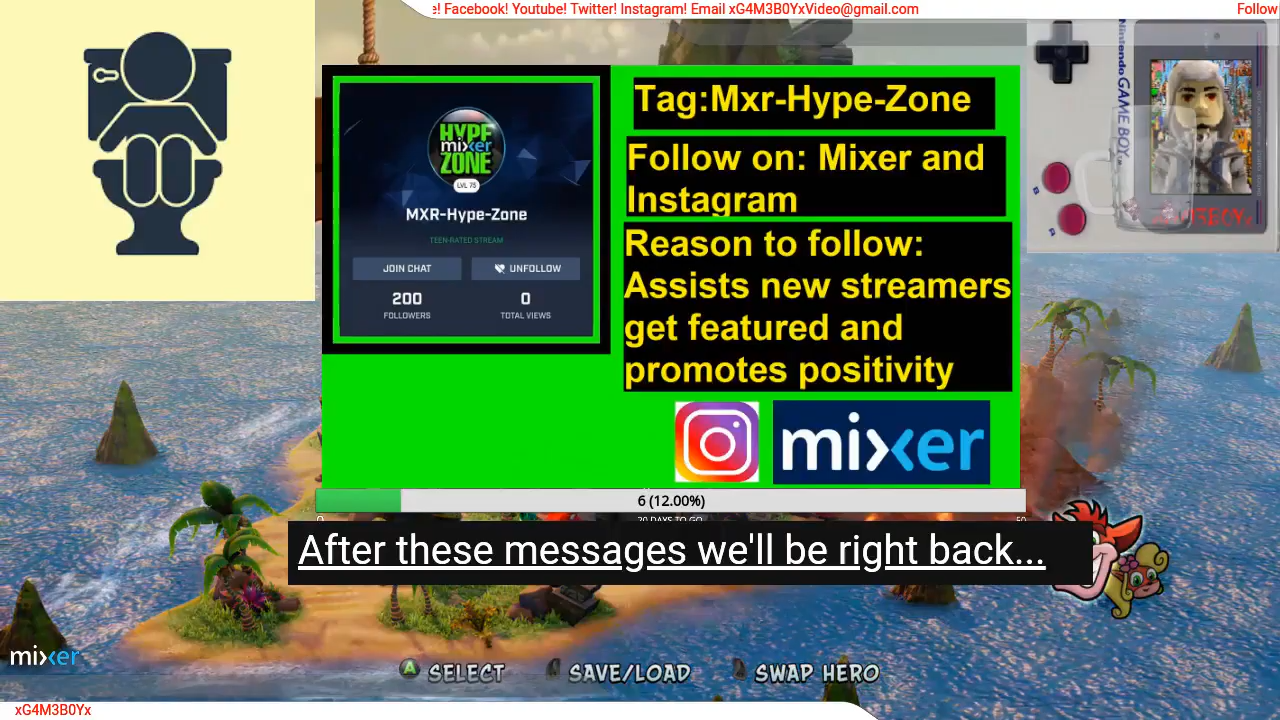 e! Facebook! Youtube! Twitter! Instagram! Email xG4M3B0YxVideo@gmail.com
Follow
Nintendo GAME BOY
HYPE
mixer
ZONE
LVL 75
MXR-Hype-Zone
TEEN-RATED STREAM
JOIN CHAT
UNFOLLOW
200
FOLLOWERS
0
TOTAL VIEWS
Tag:Mxr-Hype-Zone
Follow on: Mixer and
Instagram
Reason to follow:
Assists new streamers
get featured and
promotes positivity
mixer
6 (12.00%)
0
20 DAYS TO GO
50
After these messages we'll be right back...
mixer
SELECT
SAVE/LOAD
SWAP HERO
xG4M3B0Yx